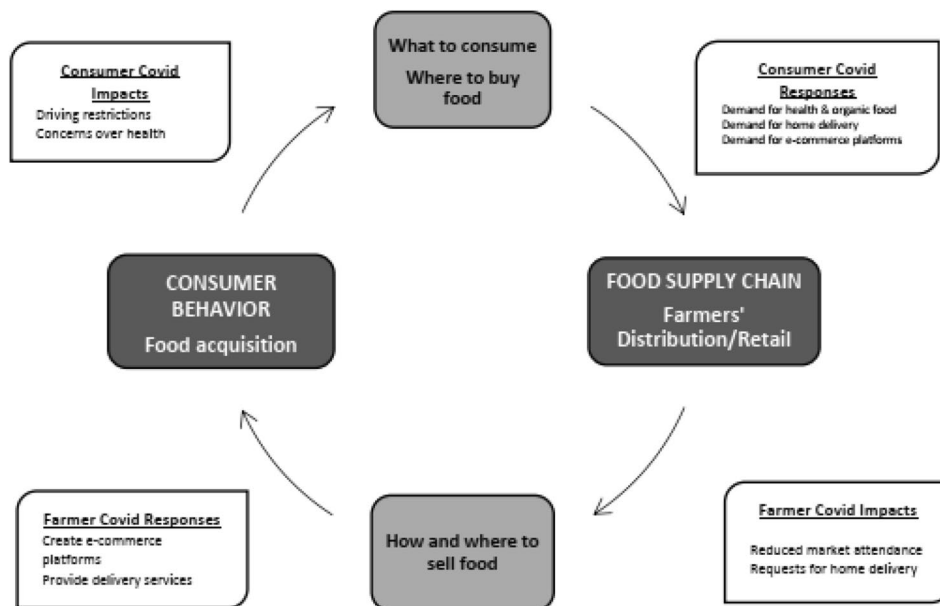 What to consume
Where to buy
food
Consumer Covid
Impacts
Driving restrictions
Concerns over health
Consumer Covid
Responses
Demand for health & organic food
Demand for home delivery
Demand for e-commerce platforms
CONSUMER
BEHAVIOR
Food acquisition
FOOD SUPPLY CHAIN
Farmers'
Distribution/Retail
Farmer Covid Responses
Create e-commerce
platforms
Provide delivery services
How and where to
sell food
Farmer Covid Impacts
Reduced market attendance
Requests for home delivery